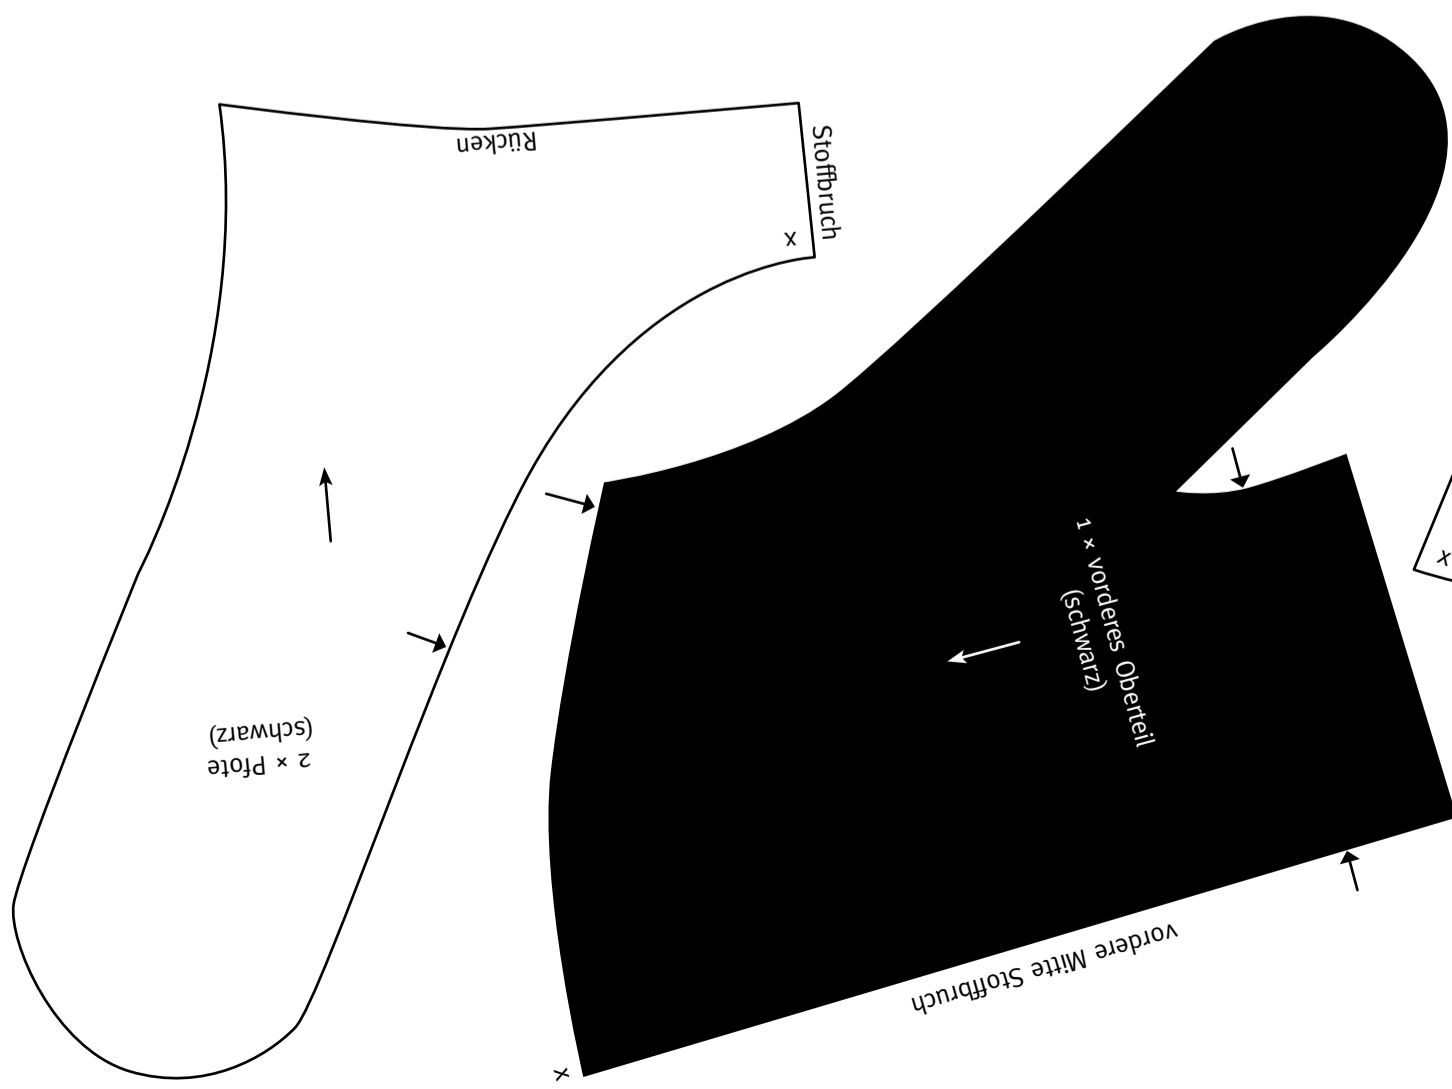 Rücken
Stoffbruch
x
2 × Pfote
(schwarz)
1 × vorderes Oberteil
(schwarz)
x
vordere Mitte Stoffbruch
x